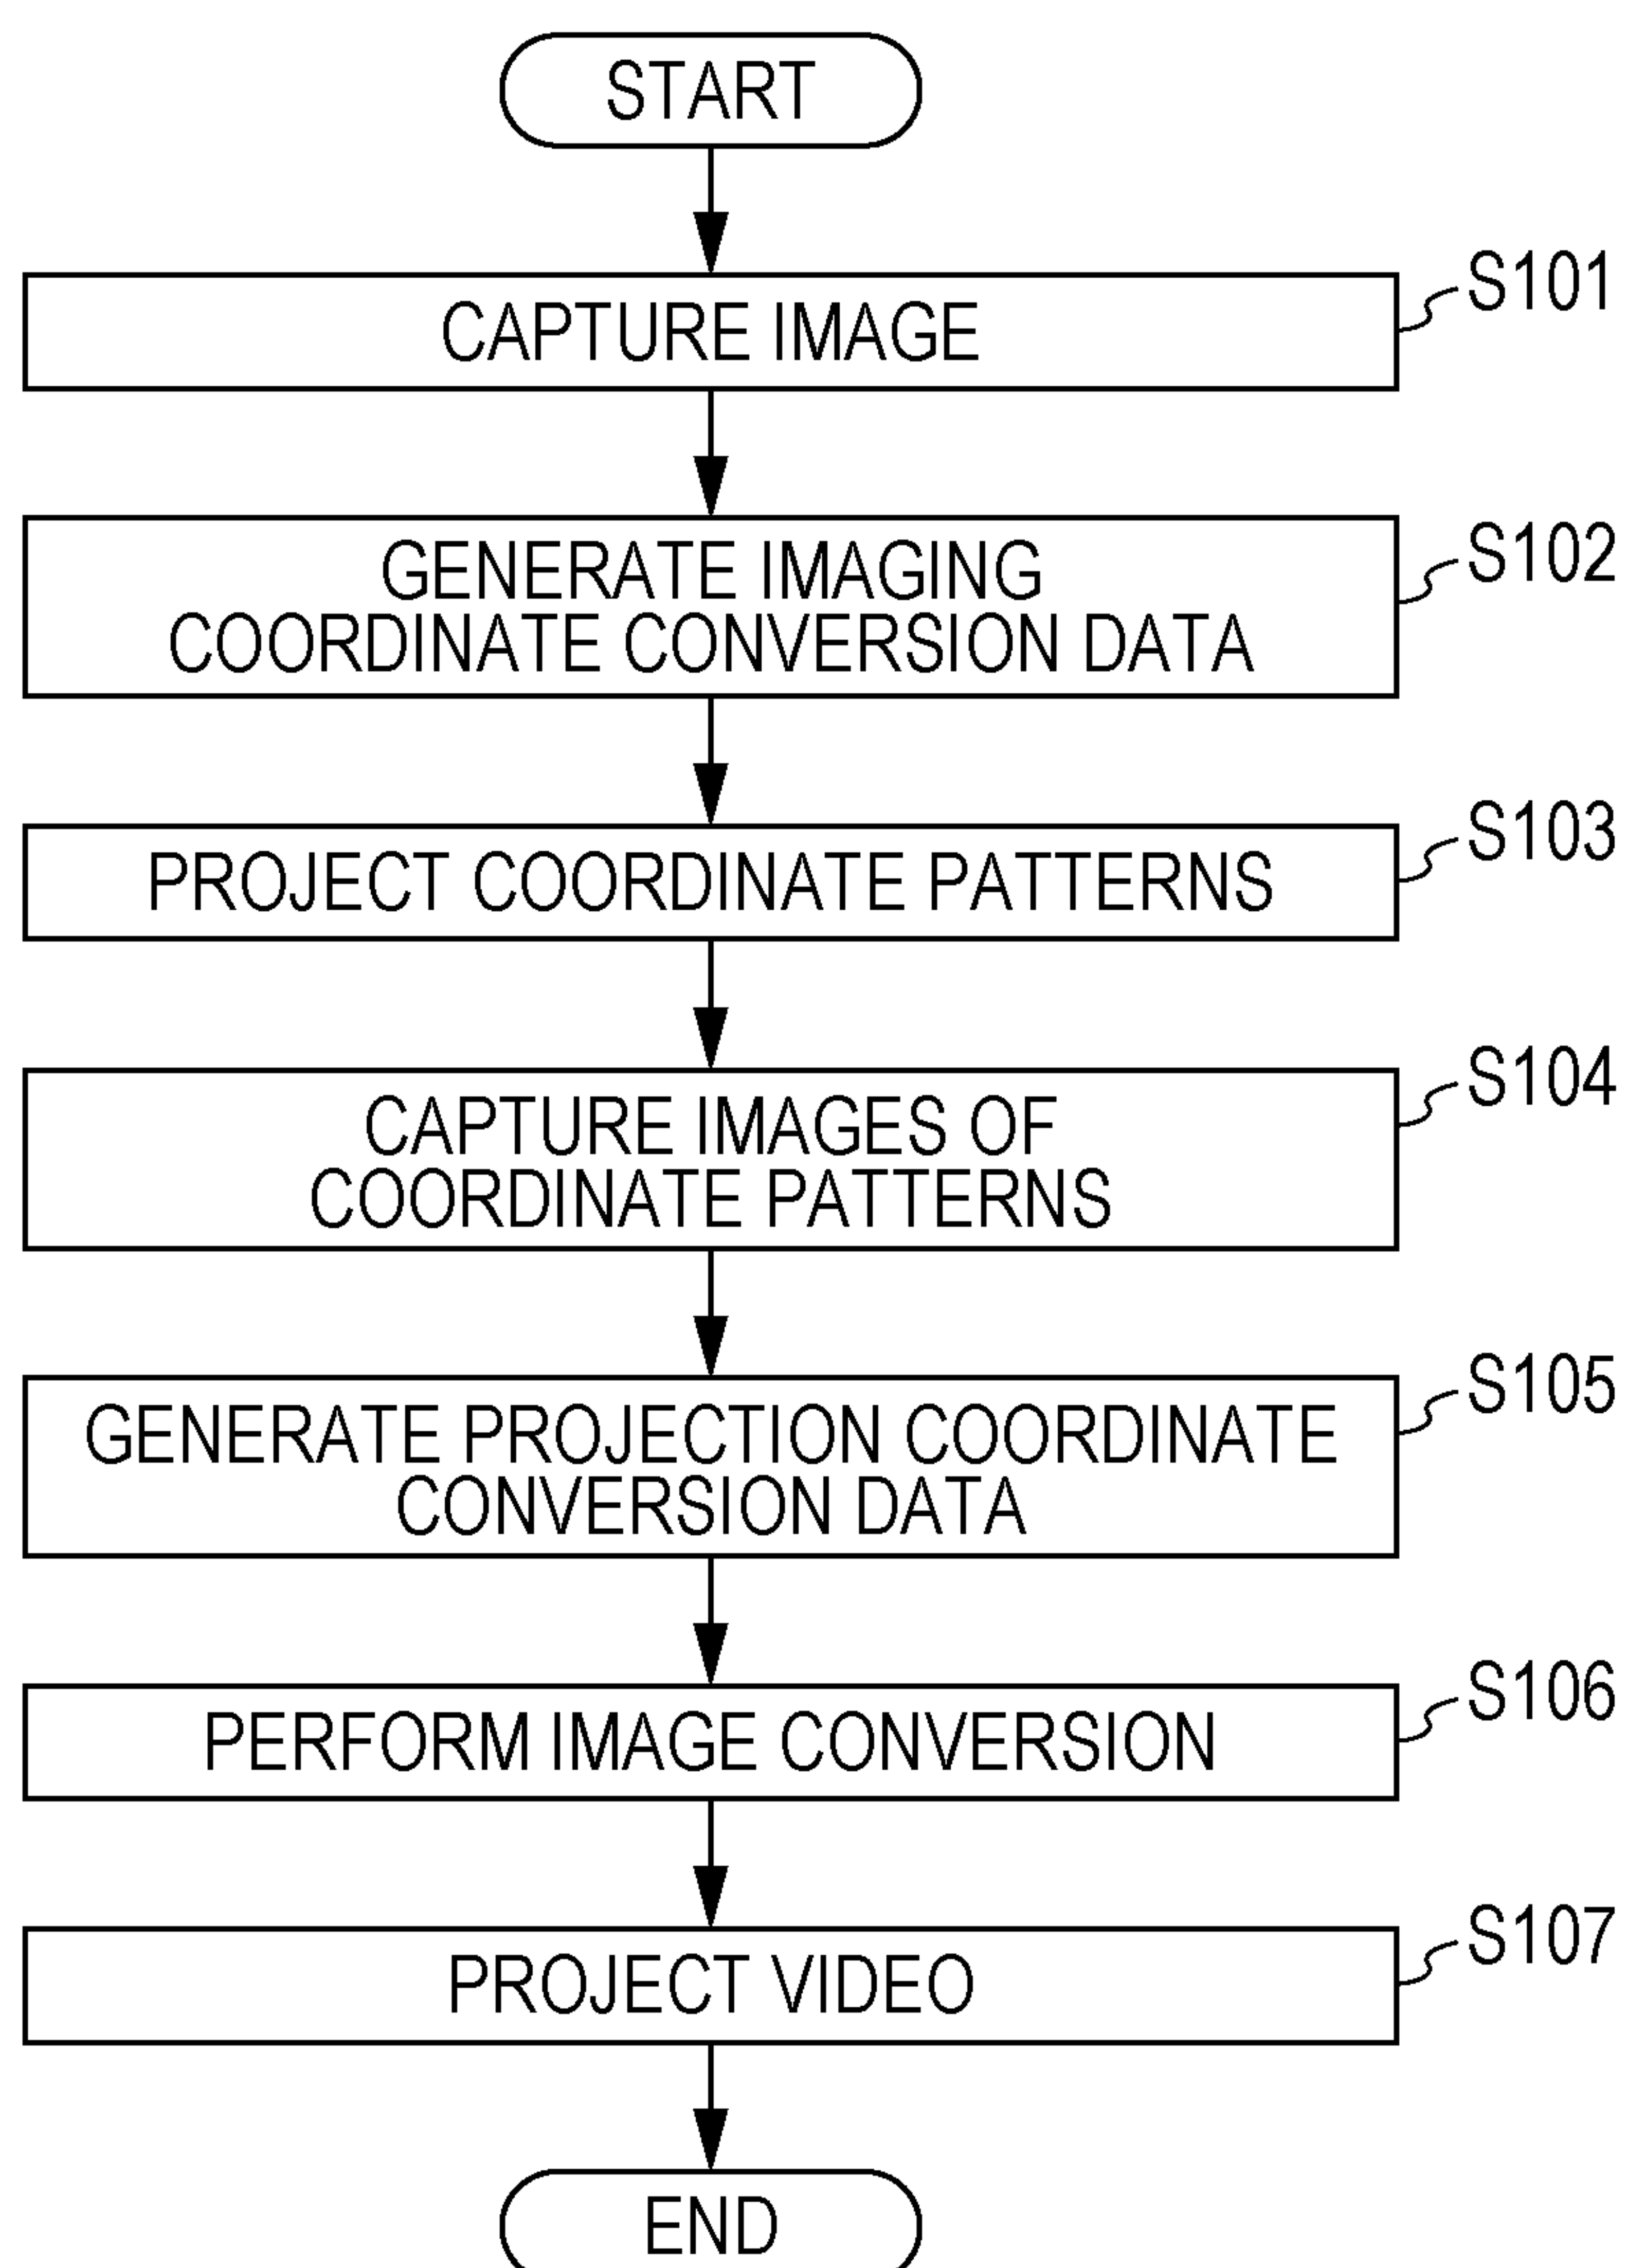 START
CAPTURE IMAGE
S101
GENERATE IMAGING
COORDINATE CONVERSION DATA
S102
PROJECT COORDINATE PATTERNS
S103
CAPTURE IMAGES OF
COORDINATE PATTERNS
S104
GENERATE PROJECTION COORDINATE
CONVERSION DATA
S105
PERFORM IMAGE CONVERSION
S106
PROJECT VIDEO
S107
END